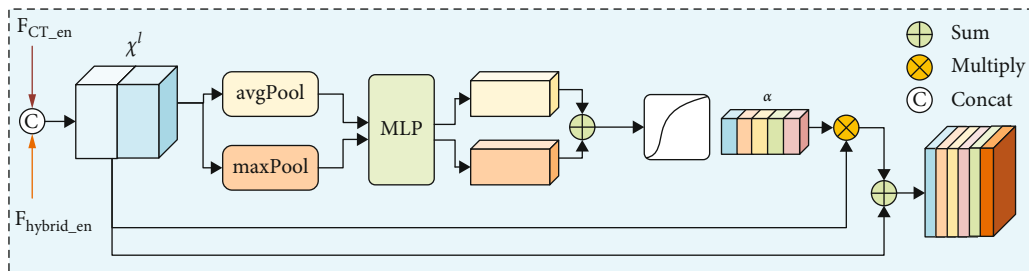 F_CT_en
χ^l
C
F_hybrid_en
avgPool
maxPool
MLP
α
Sum
Multiply
C Concat